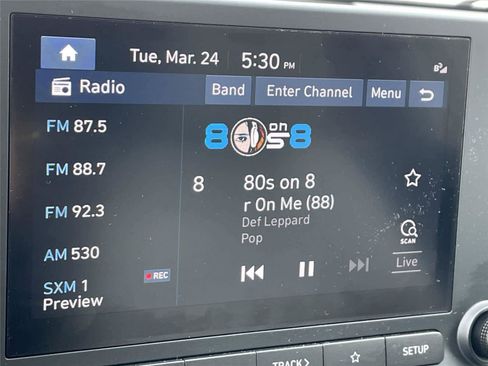 Tue, Mar. 24 5:30 PM
Radio Band Enter Channel Menu
FM 87.5
FM 88.7
FM 92.3
AM 530
SXM 1
Preview
REC
8 80s on 8
80s on 8
r On Me (88)
Def Leppard
Pop
SCAN
Live
TRACK >
SETUP